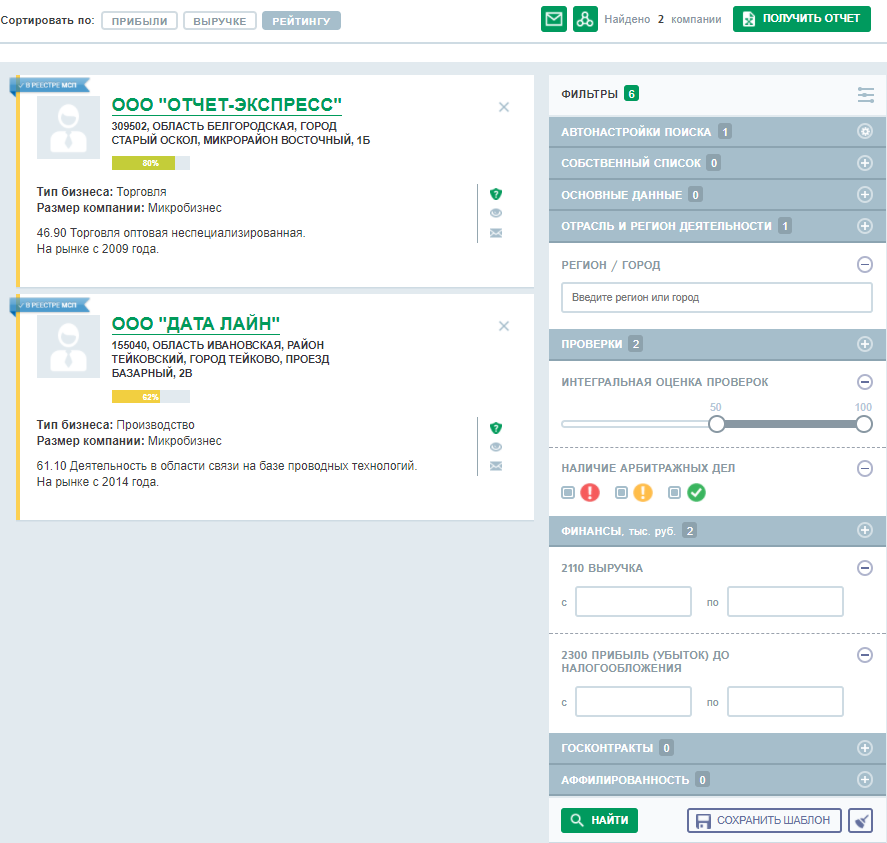 Сортировать по: ПРИБЫЛИ ВЫРУЧКЕ РЕЙТИНГУ
Найдено 2 компании
ПОЛУЧИТЬ ОТЧЕТ
✓ В РЕЕСТРЕ МСП
ООО "ОТЧЕТ-ЭКСПРЕСС"
309502, ОБЛАСТЬ БЕЛГОРОДСКАЯ, ГОРОД
СТАРЫЙ ОСКОЛ, МИКРОРАЙОН ВОСТОЧНЫЙ, 1Б
80%
Тип бизнеса: Торговля
Размер компании: Микробизнес
46.90 Торговля оптовая неспециализированная.
На рынке с 2009 года.
✓ В РЕЕСТРЕ МСП
ООО "ДАТА ЛАЙН"
155040, ОБЛАСТЬ ИВАНОВСКАЯ, РАЙОН
ТЕЙКОВСКИЙ, ГОРОД ТЕЙКОВО, ПРОЕЗД
БАЗАРНЫЙ, 2В
62%
Тип бизнеса: Производство
Размер компании: Микробизнес
61.10 Деятельность в области связи на базе проводных технологий.
На рынке с 2014 года.
ФИЛЬТРЫ 6
АВТОНАСТРОЙКИ ПОИСКА 1
СОБСТВЕННЫЙ СПИСОК 0
ОСНОВНЫЕ ДАННЫЕ 0
ОТРАСЛЬ И РЕГИОН ДЕЯТЕЛЬНОСТИ 1
РЕГИОН / ГОРОД
Введите регион или город
ПРОВЕРКИ 2
ИНТЕГРАЛЬНАЯ ОЦЕНКА ПРОВЕРОК
50 100
НАЛИЧИЕ АРБИТРАЖНЫХ ДЕЛ
ФИНАНСЫ, тыс. руб. 2
2110 ВЫРУЧКА
с по
2300 ПРИБЫЛЬ (УБЫТОК) ДО
НАЛОГООБЛОЖЕНИЯ
с по
ГОСКОНТРАКТЫ 0
АФФИЛИРОВАННОСТЬ 0
НАЙТИ
СОХРАНИТЬ ШАБЛОН